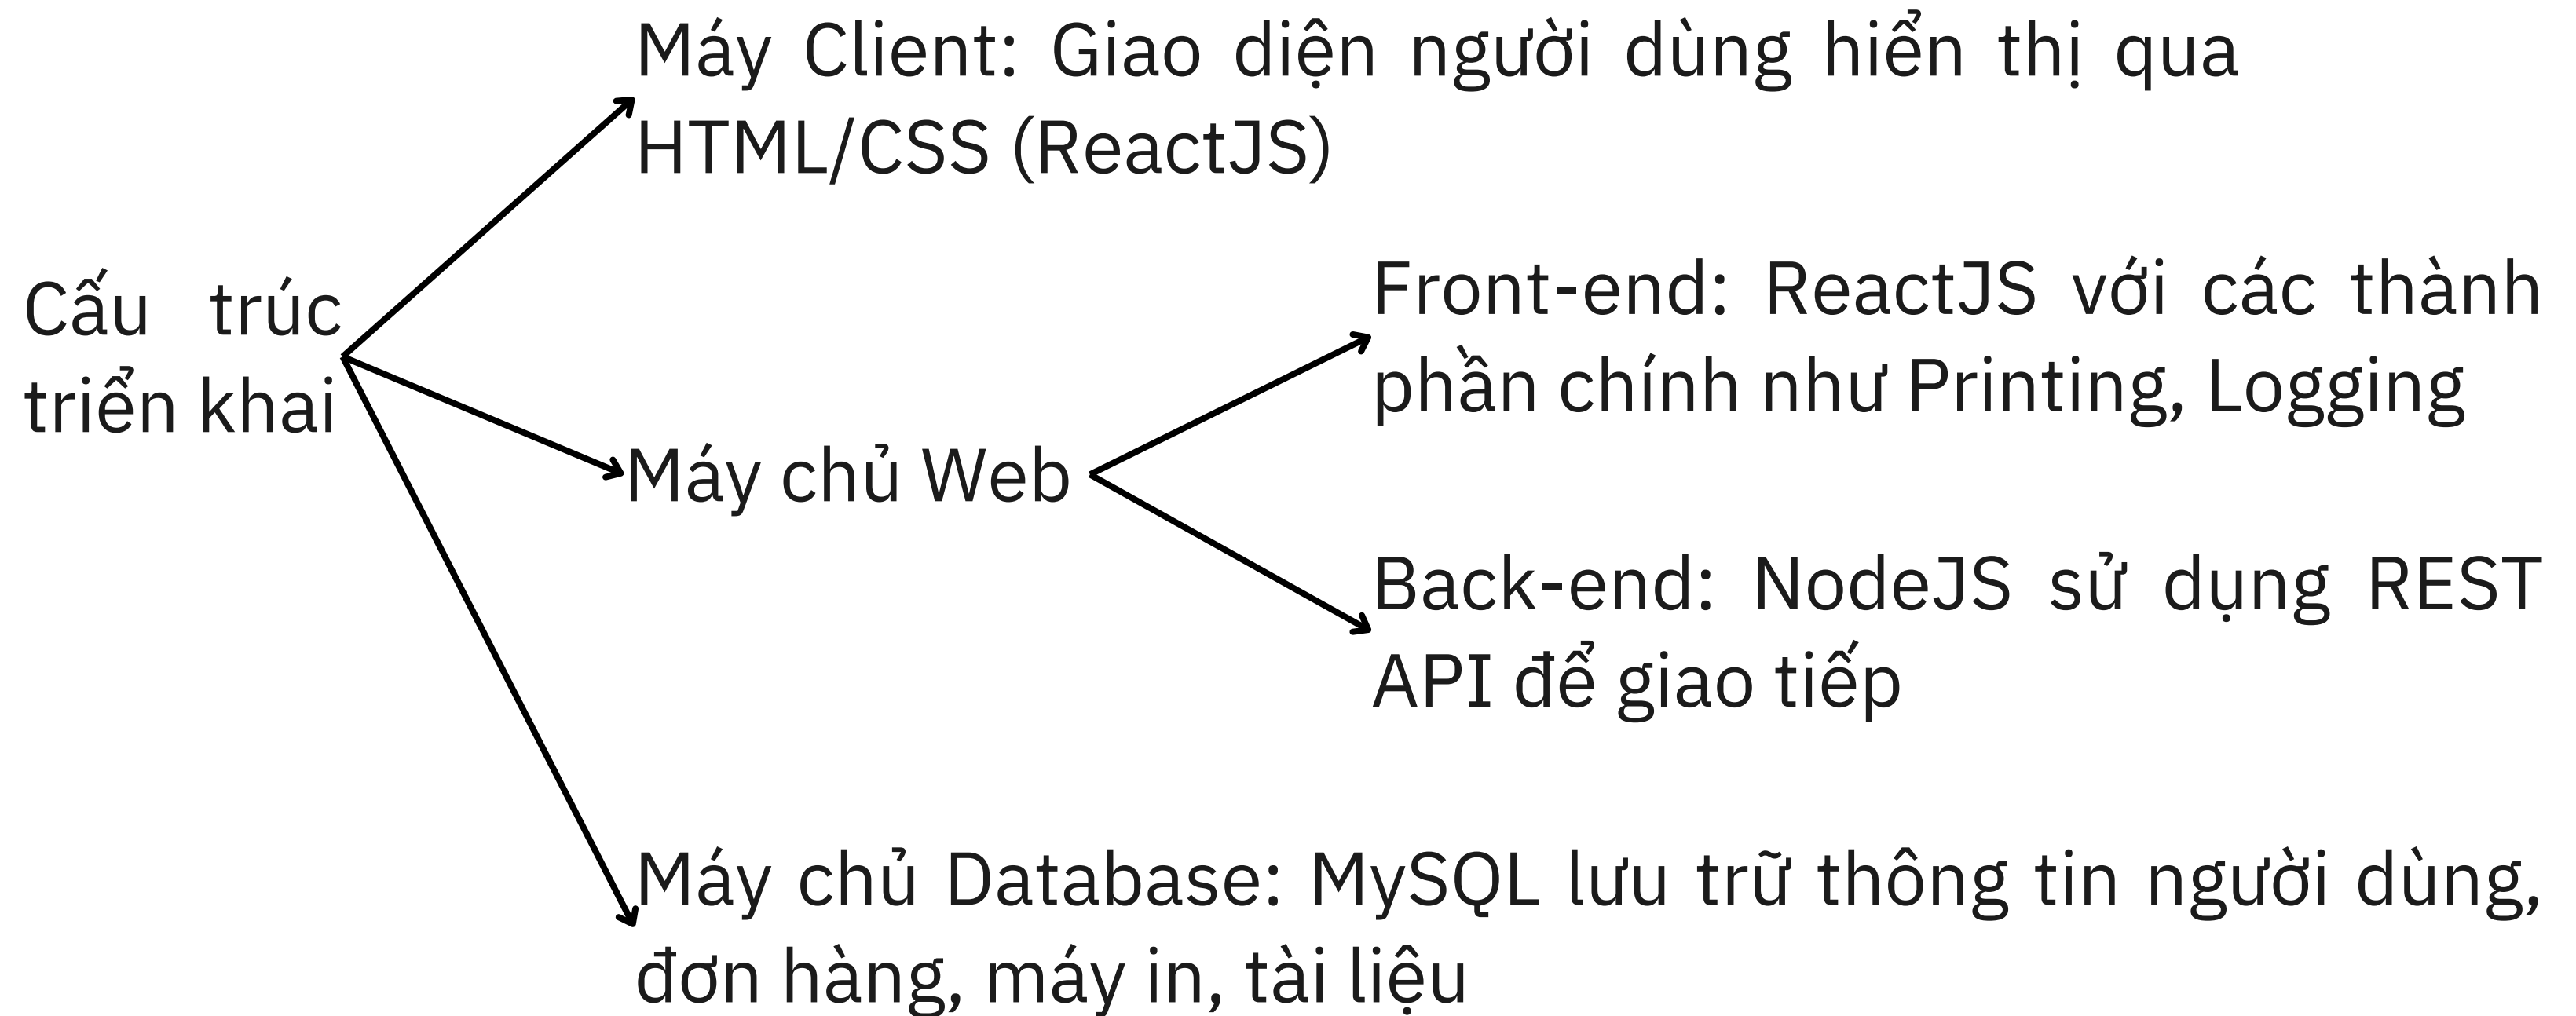 Máy Client: Giao diện người dùng hiển thị qua
HTML/CSS (ReactJS)
Cấu trúc
triển khai
Máy chủ Web
Front-end: ReactJS với các thành
phần chính như Printing, Logging
Back-end: NodeJS sử dụng REST
API để giao tiếp
Máy chủ Database: MySQL lưu trữ thông tin người dùng,
đơn hàng, máy in, tài liệu